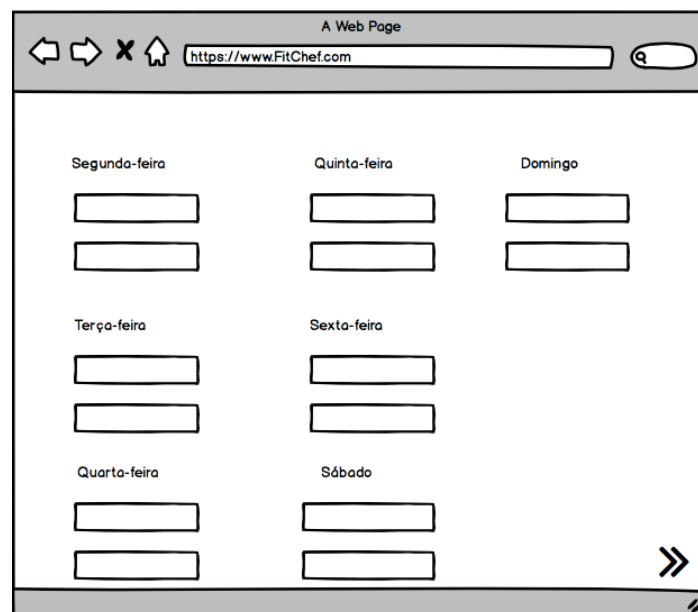 A Web Page
https://www.FitChef.com
Segunda-feira
Quinta-feira
Domingo
Terça-feira
Sexta-feira
Quarta-feira
Sábado